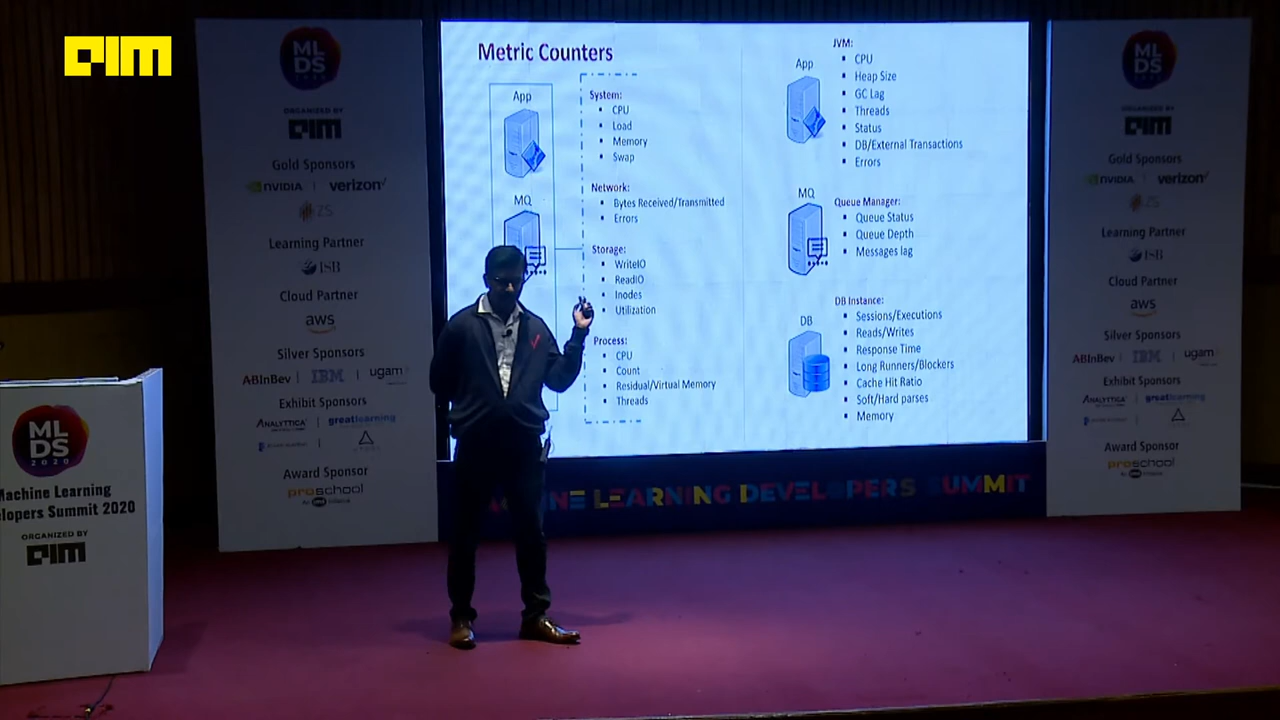 AIM
MLDS
ORGANIZED BY
AIM
Gold Sponsors
NVIDIA
verizon
ZS
Learning Partner
ISB
Cloud Partner
aws
Silver Sponsors
ABInBev
IBM
ugam
Exhibit Sponsors
ANALYTTICA
greatlearning
Award Sponsor
proschool
Metric Counters
App
MQ
System:
CPU
Load
Memory
Swap
Network:
Bytes Received/Transmitted
Errors
Storage:
WriteIO
ReadIO
Inodes
Utilization
Process:
CPU
Count
Residual/Virtual Memory
Threads
App
JVM:
CPU
Heap Size
GC Lag
Threads
Status
DB/External Transactions
Errors
MQ
Queue Manager:
Queue Status
Queue Depth
Messages lag
DB
DB Instance:
Sessions/Executions
Reads/Writes
Response Time
Long Runners/Blockers
Cache Hit Ratio
Soft/Hard parses
Memory
LEARNING DEVELOPERS UMMIT
MLDS
ORGANIZED BY
AIM
Gold Sponsors
NVIDIA
verizon
ZS
Learning Partner
ISB
Cloud Partner
aws
Silver Sponsors
ABInBev
IBM
ugam
Exhibit Sponsors
ANALYTTICA
greatlearning
Award Sponsor
proschool
MLDS
2020
Machine Learning
elopers Summit 2020
ORGANIZED BY
AIM